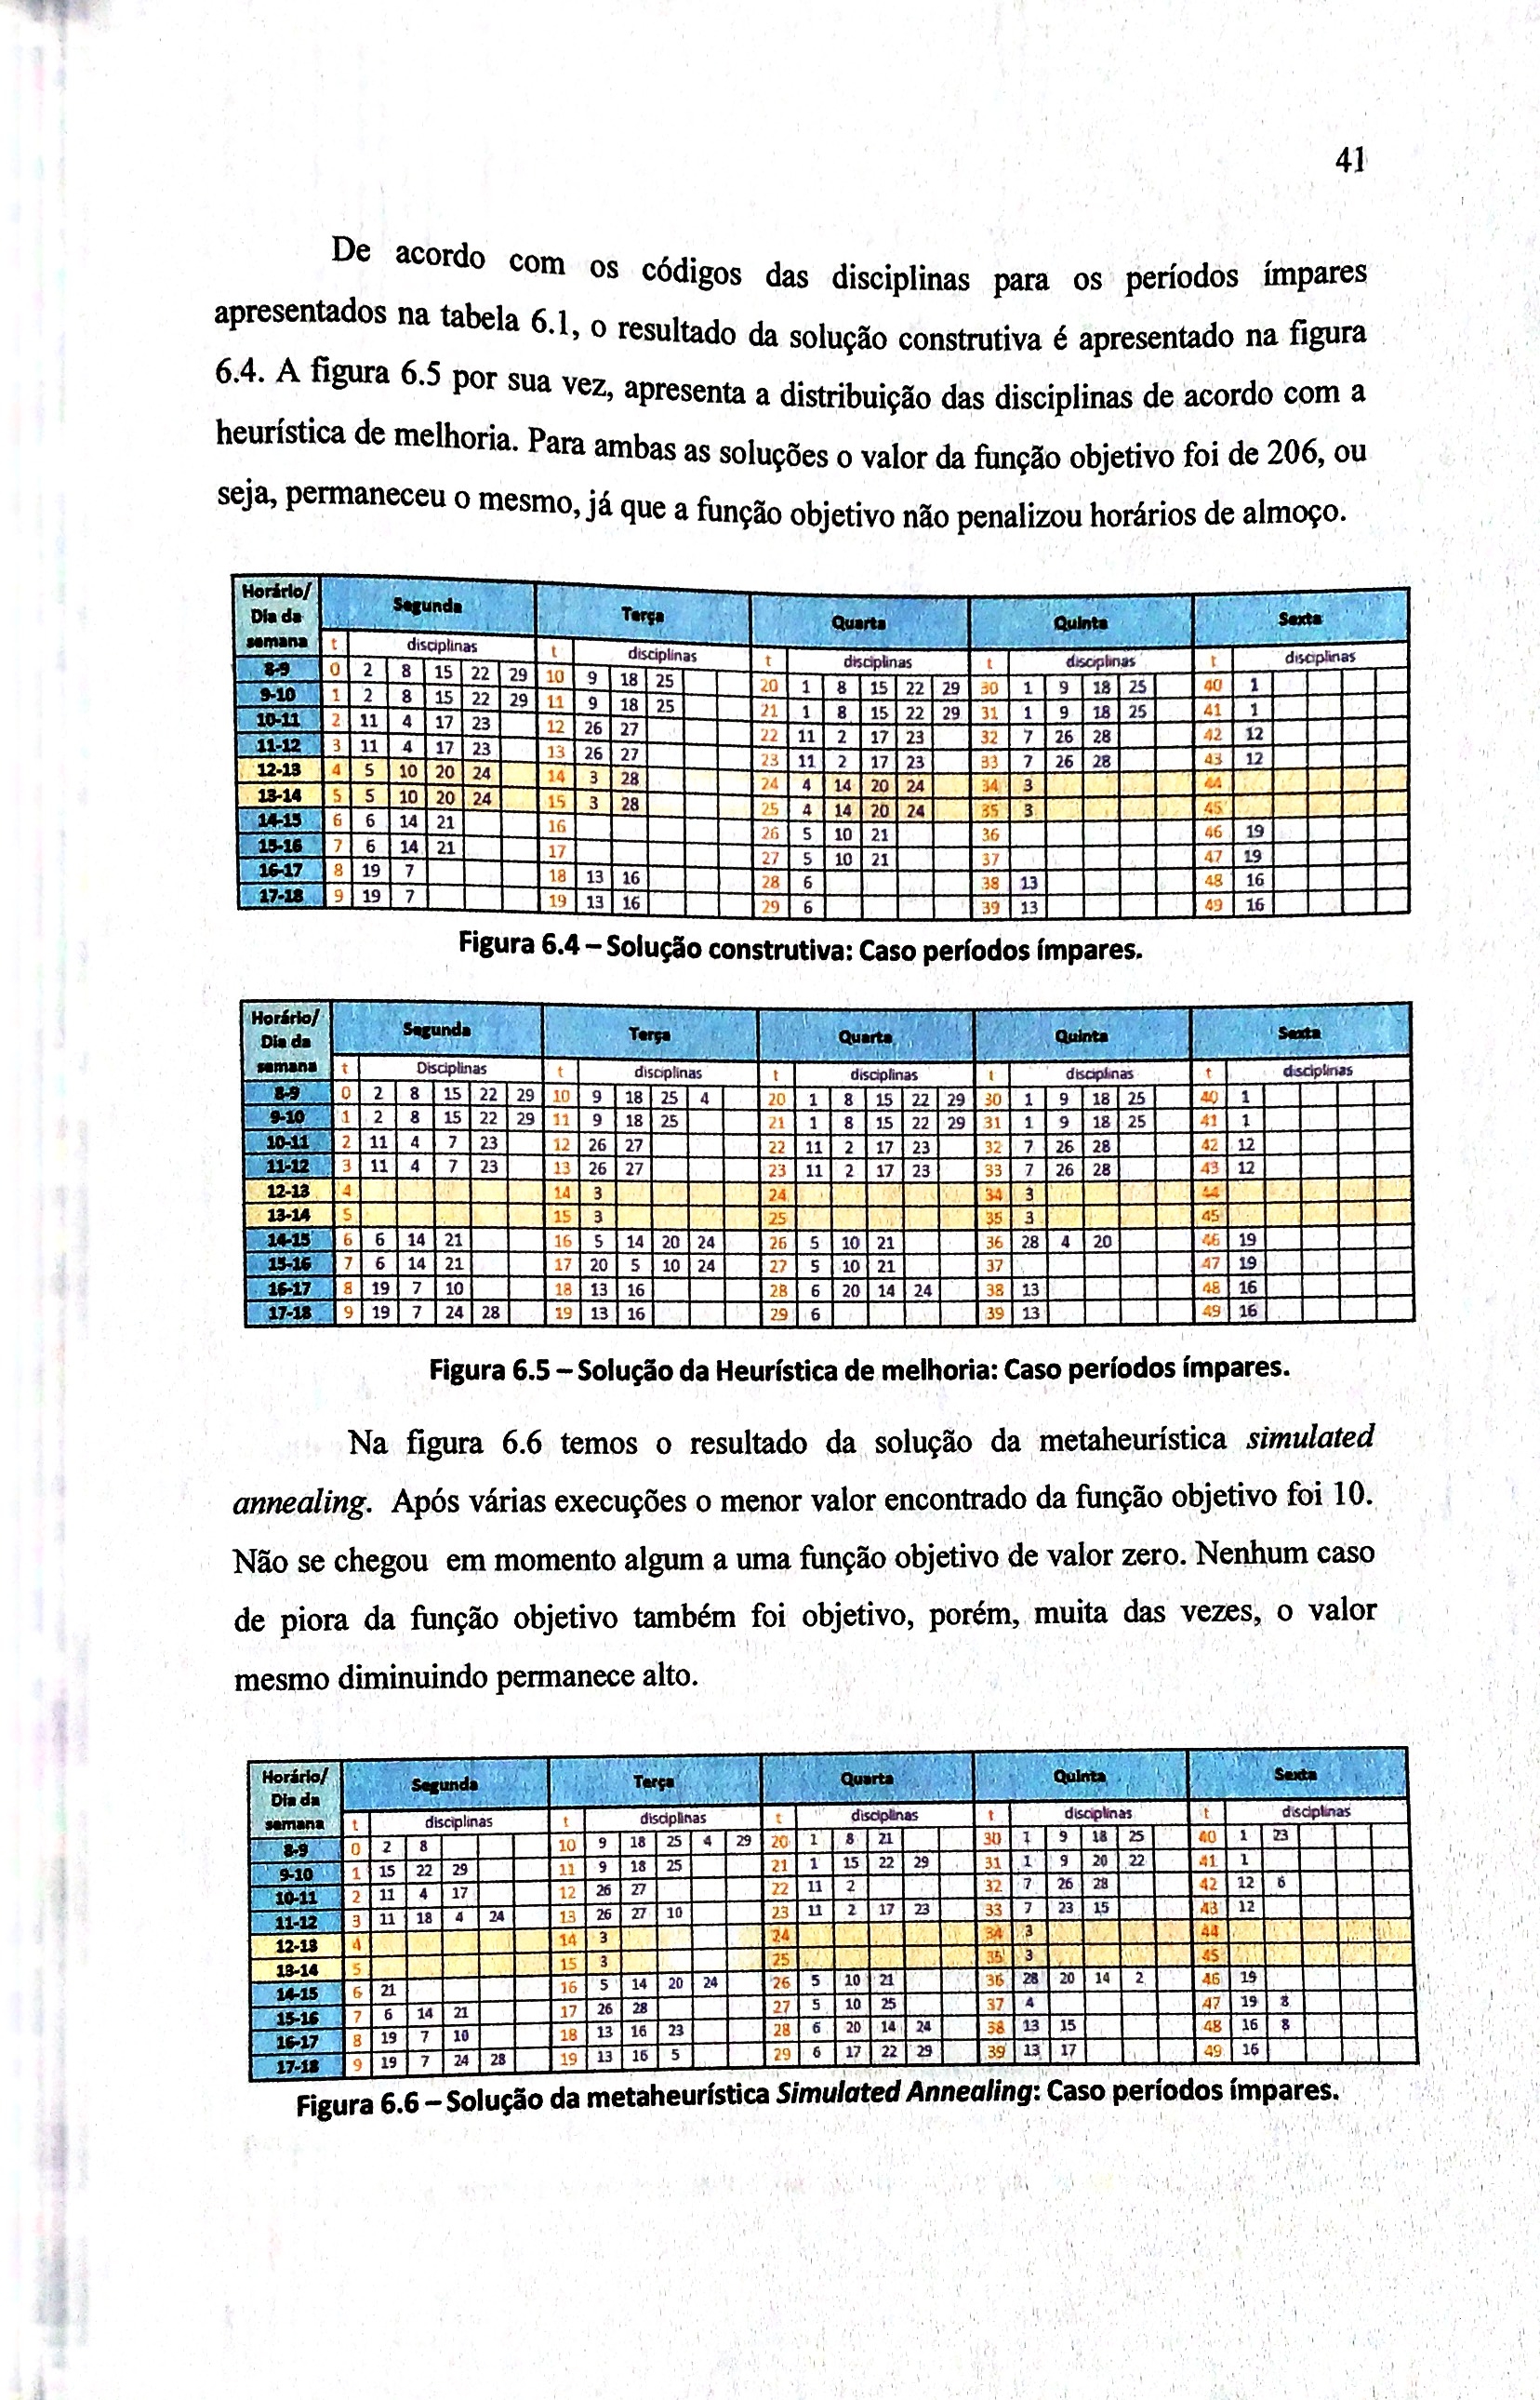 41
De acordo com os códigos das disciplinas para os períodos ímpares
apresentados na tabela 6.1, o resultado da solução construtiva é apresentado na figura
6.4. A figura 6.5 por sua vez, apresenta a distribuição das disciplinas de acordo com a
heurística de melhoria. Para ambas as soluções o valor da função objetivo foi de 206, ou
seja, permaneceu o mesmo, já que a função objetivo não penalizou horários de almoço.
Horário/ Dia da semana Segunda Terça Quarta Quinta Sexta
t disciplinas t disciplinas t disciplinas t disciplinas t disciplinas
8-9 0 2 8 15 22 29 10 9 18 25 20 1 8 15 22 29 30 1 9 18 25 40 1
9-10 1 2 8 15 22 29 11 9 18 25 21 1 8 15 22 29 31 1 9 18 25 41 1
10-11 2 11 4 17 23 12 26 27 22 11 2 17 23 32 7 26 28 42 12
11-12 3 11 4 17 23 13 26 27 23 11 2 17 23 33 7 26 28 43 12
12-13 4 5 10 20 24 14 3 28 24 4 14 20 24 34 3 44
13-14 5 5 10 20 24 15 3 28 25 4 14 20 24 35 3 45
14-15 6 6 14 21 16 26 5 10 21 36 46 19
15-16 7 6 14 21 17 27 5 10 21 37 47 19
16-17 8 19 7 18 13 16 28 6 38 13 48 16
17-18 9 19 7 19 13 16 29 6 39 13 49 16
Figura 6.4 – Solução construtiva: Caso períodos ímpares.
Horário/ Dia da semana Segunda Terça Quarta Quinta Sexta
t Disciplinas t disciplinas t disciplinas t disciplinas t disciplinas
8-9 0 2 8 15 22 29 10 9 18 25 4 20 1 8 15 22 29 30 1 9 18 25 40 1
9-10 1 2 8 15 22 29 11 9 18 25 21 1 8 15 22 29 31 1 9 18 25 41 1
10-11 2 11 4 7 23 12 26 27 22 11 2 17 23 32 7 26 28 42 12
11-12 3 11 4 7 23 13 26 27 23 11 2 17 23 33 7 26 28 43 12
12-13 4 14 3 24 34 3 44
13-14 5 15 3 25 35 3 45
14-15 6 6 14 21 16 5 14 20 24 26 5 10 21 36 28 4 20 46 19
15-16 7 6 14 21 17 20 5 10 24 27 5 10 21 37 47 19
16-17 8 19 7 10 18 13 16 28 6 20 14 24 38 13 48 16
17-18 9 19 7 24 28 19 13 16 29 6 39 13 49 16
Figura 6.5 – Solução da Heurística de melhoria: Caso períodos ímpares.
Na figura 6.6 temos o resultado da solução da metaheurística simulated
annealing. Após várias execuções o menor valor encontrado da função objetivo foi 10.
Não se chegou em momento algum a uma função objetivo de valor zero. Nenhum caso
de piora da função objetivo também foi objetivo, porém, muita das vezes, o valor
mesmo diminuindo permanece alto.
Horário/ Dia da semana Segunda Terça Quarta Quinta Sexta
t disciplinas t disciplinas t disciplinas t disciplinas t disciplinas
8-9 0 2 8 10 9 18 25 4 29 20 1 8 21 30 1 9 18 25 40 1 23
9-10 1 15 22 29 11 9 18 25 21 1 15 22 29 31 1 9 20 22 41 1
10-11 2 11 4 17 12 26 27 22 11 2 32 7 26 28 42 12 6
11-12 3 11 18 4 24 13 26 27 10 23 11 2 17 23 33 7 23 15 43 12
12-13 4 14 3 24 34 3 44
13-14 5 15 3 25 35 3 45
14-15 6 21 16 5 14 20 24 26 5 10 21 36 28 20 14 2 46 19
15-16 7 6 14 21 17 26 28 27 5 10 25 37 4 47 19 8
16-17 8 19 7 10 18 13 16 23 28 6 20 14 24 38 13 15 48 16 8
17-18 9 19 7 24 28 19 13 16 5 29 6 17 22 29 39 13 17 49 16
Figura 6.6 – Solução da metaheurística Simulated Annealing: Caso períodos ímpares.